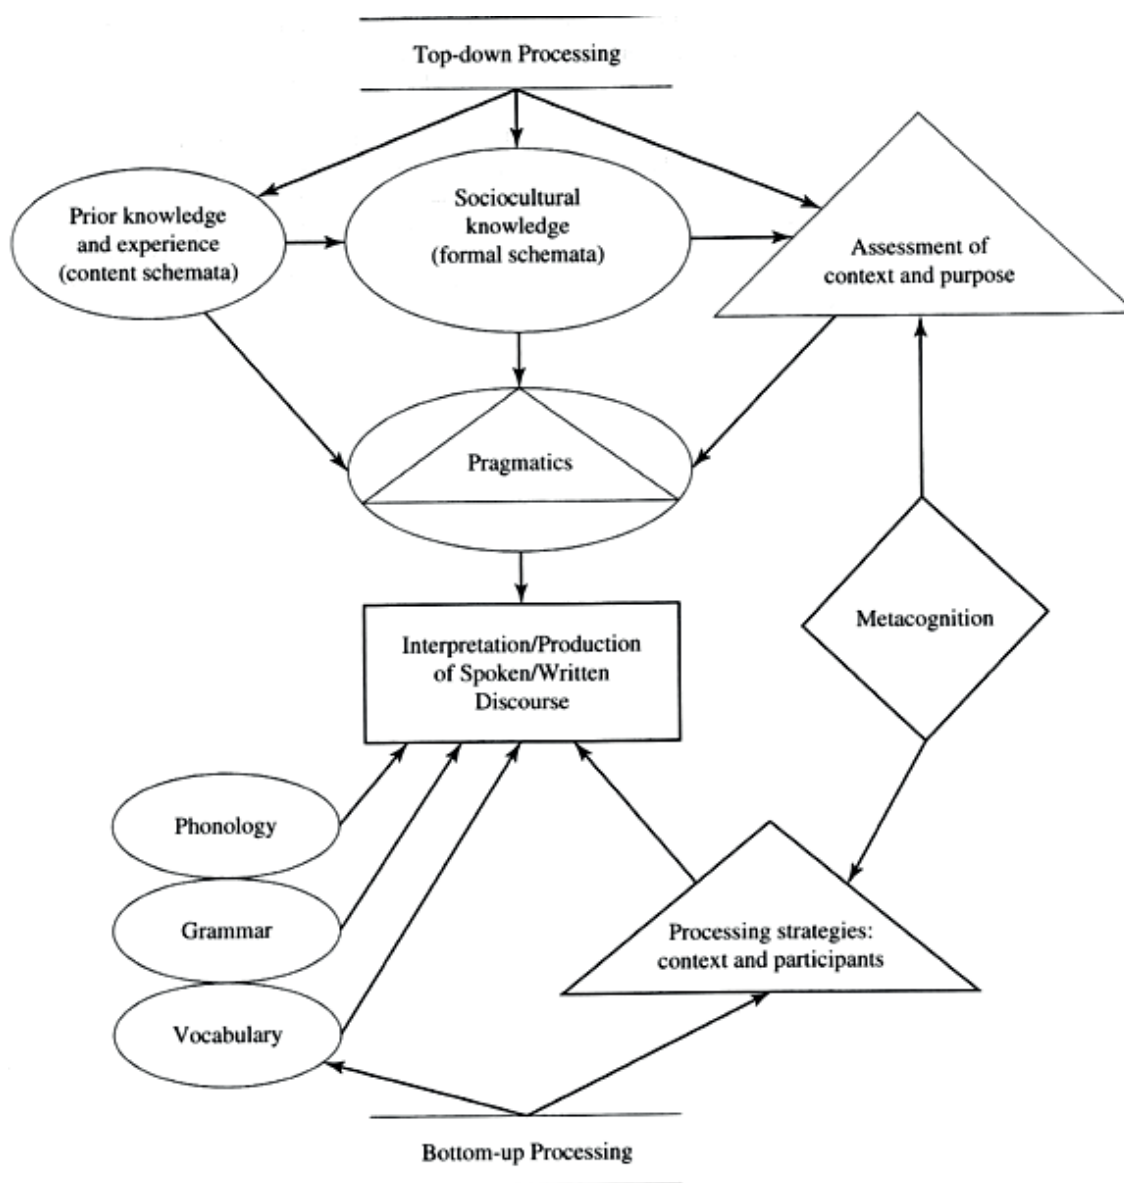 Top-down Processing
Prior knowledge
and experience
(content schemata)
Sociocultural
knowledge
(formal schemata)
Assessment of
context and purpose
Pragmatics
Metacognition
Interpretation/Production
of Spoken/Written
Discourse
Phonology
Grammar
Vocabulary
Processing strategies:
context and participants
Bottom-up Processing